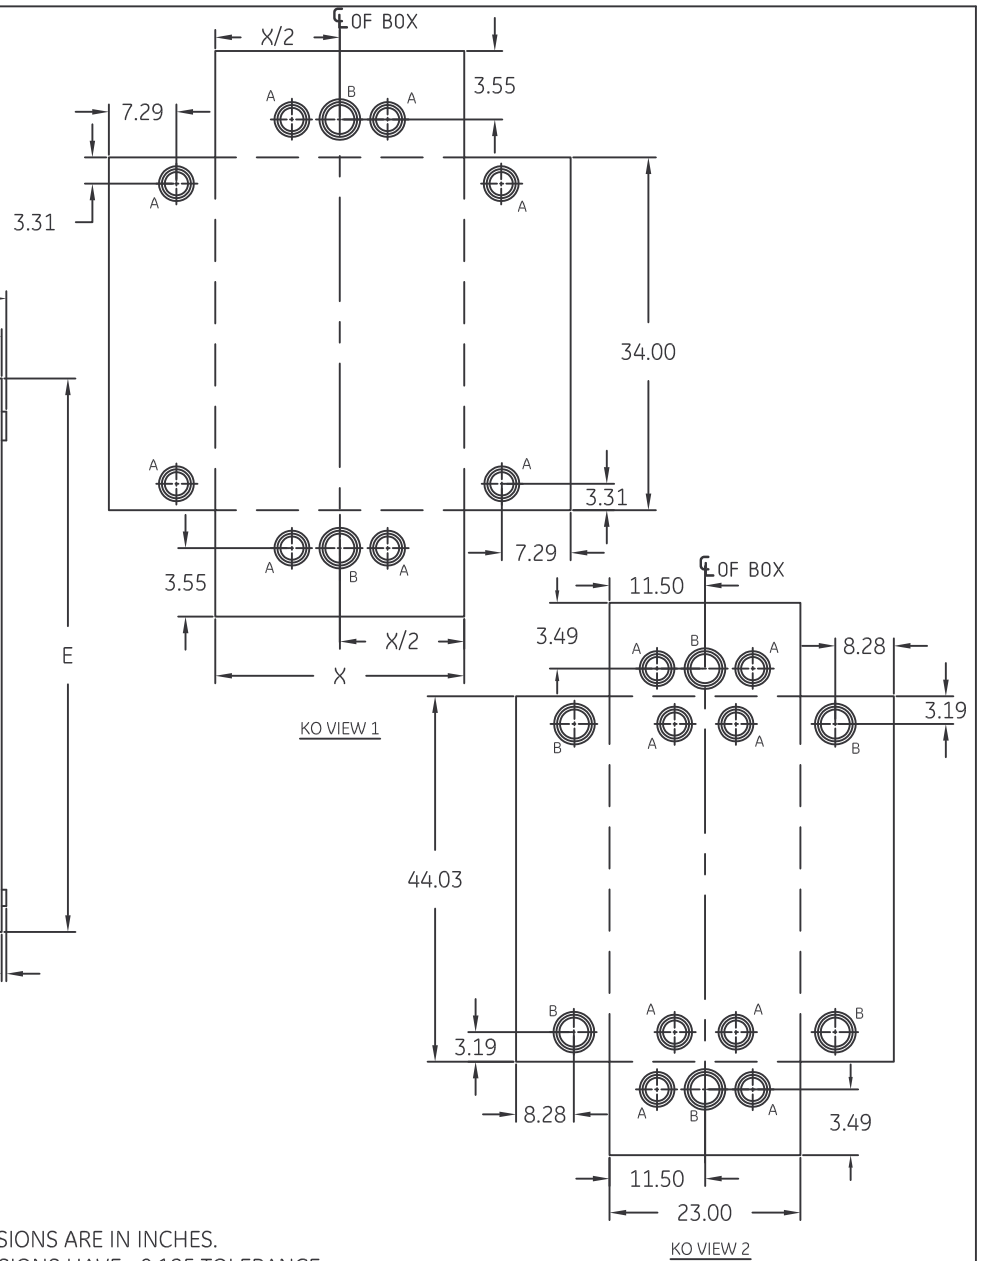 ℄ OF BOX
X/2
3.55
A
B
A
7.29
3.31
A
A
34.00
A
A
3.31
7.29
A
B
A
3.55
X/2
X
KO VIEW 1
E
℄ OF BOX
11.50
3.49
A
B
A
8.28
3.19
B
A
A
B
44.03
B
A
A
B
3.19
8.28
A
B
A
3.49
11.50
23.00
KO VIEW 2
SIONS ARE IN INCHES.